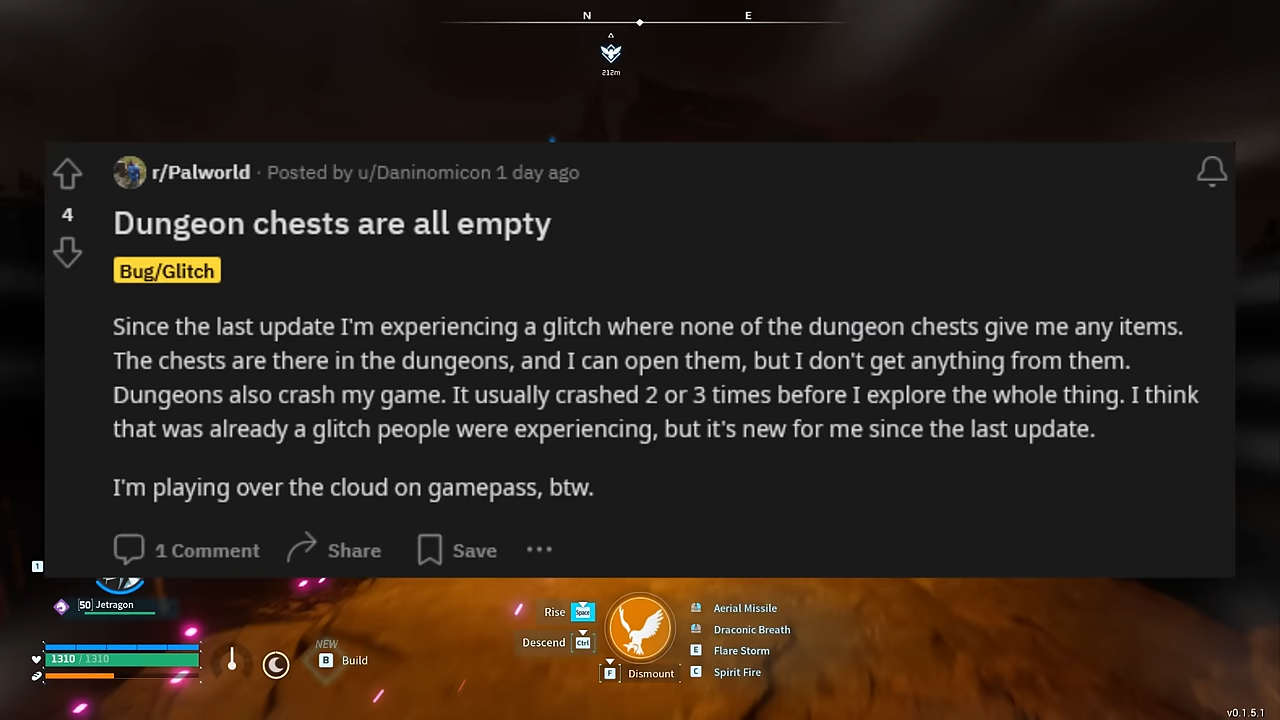 N E
212m
r/Palworld · Posted by u/Daninomicon 1 day ago
4
Dungeon chests are all empty
Bug/Glitch
Since the last update I'm experiencing a glitch where none of the dungeon chests give me any items.
The chests are there in the dungeons, and I can open them, but I don't get anything from them.
Dungeons also crash my game. It usually crashed 2 or 3 times before I explore the whole thing. I think
that was already a glitch people were experiencing, but it's new for me since the last update.
I'm playing over the cloud on gamepass, btw.
1 Comment Share Save
1
50 Jetragon
1310 / 1310
NEW
B Build
Rise Space
Descend Ctrl
F Dismount
Aerial Missile
Draconic Breath
E Flare Storm
C Spirit Fire
v0.1.5.1